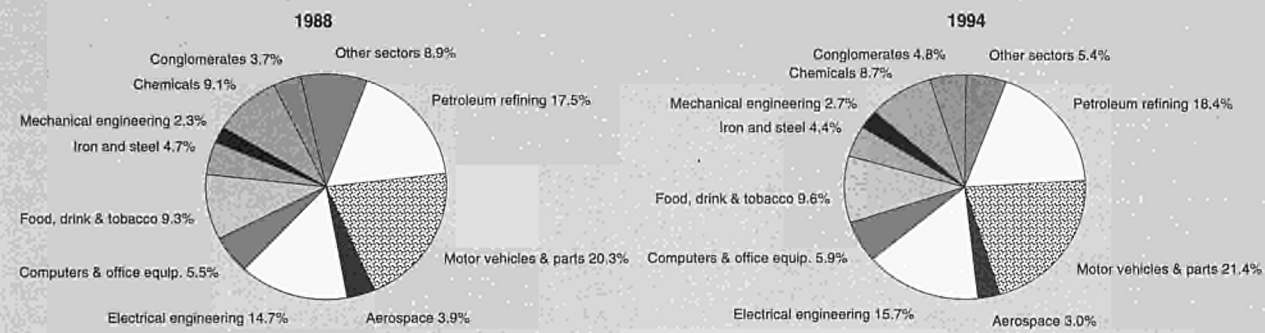 1988
Conglomerates 3.7%
Other sectors 8.9%
Chemicals 9.1%
Petroleum refining 17.5%
Mechanical engineering 2.3%
Iron and steel 4.7%
Food, drink & tobacco 9.3%
Motor vehicles & parts 20.3%
Computers & office equip. 5.5%
Electrical engineering 14.7%
Aerospace 3.9%
1994
Conglomerates 4.8%
Other sectors 5.4%
Chemicals 8.7%
Petroleum refining 18.4%
Mechanical engineering 2.7%
Iron and steel 4.4%
Food, drink & tobacco 9.6%
Computers & office equip. 5.9%
Motor vehicles & parts 21.4%
Electrical engineering 15.7%
Aerospace 3.0%